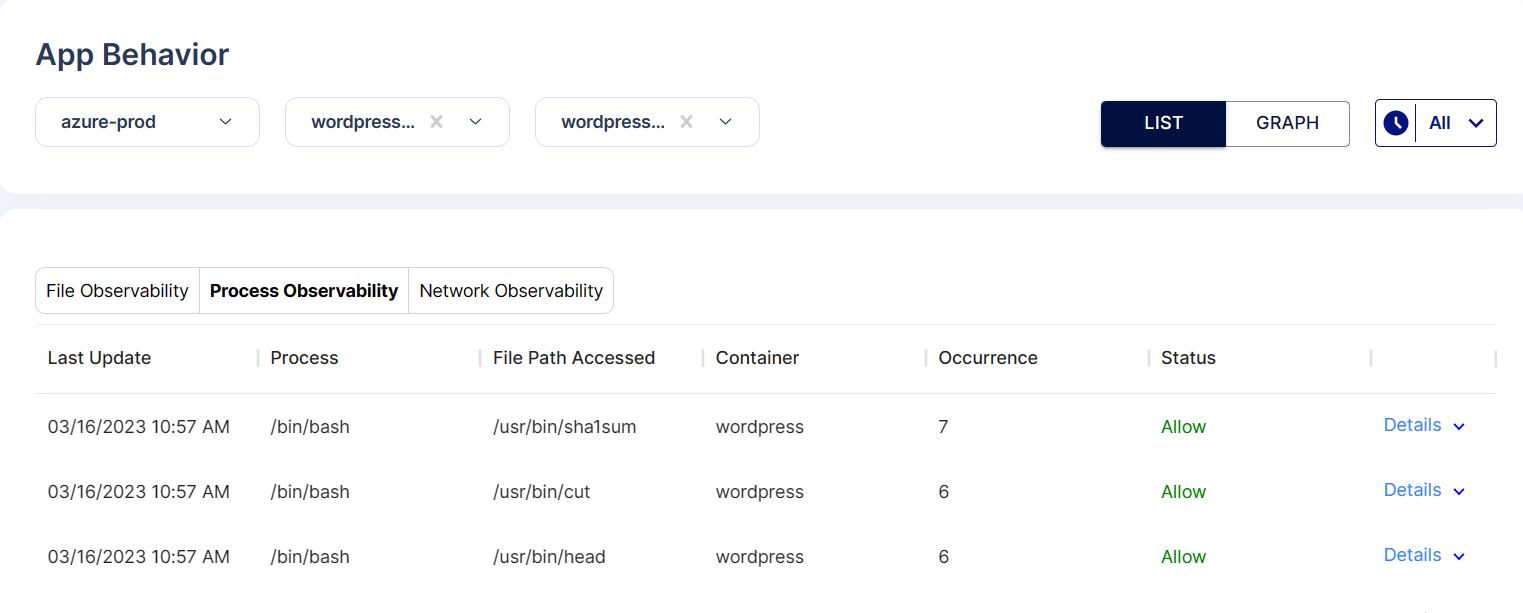 App Behavior
azure-prod wordpress... wordpress... LIST GRAPH All
File Observability Process Observability Network Observability
Last Update Process File Path Accessed Container Occurrence Status
03/16/2023 10:57 AM /bin/bash /usr/bin/sha1sum wordpress 7 Allow Details
03/16/2023 10:57 AM /bin/bash /usr/bin/cut wordpress 6 Allow Details
03/16/2023 10:57 AM /bin/bash /usr/bin/head wordpress 6 Allow Details